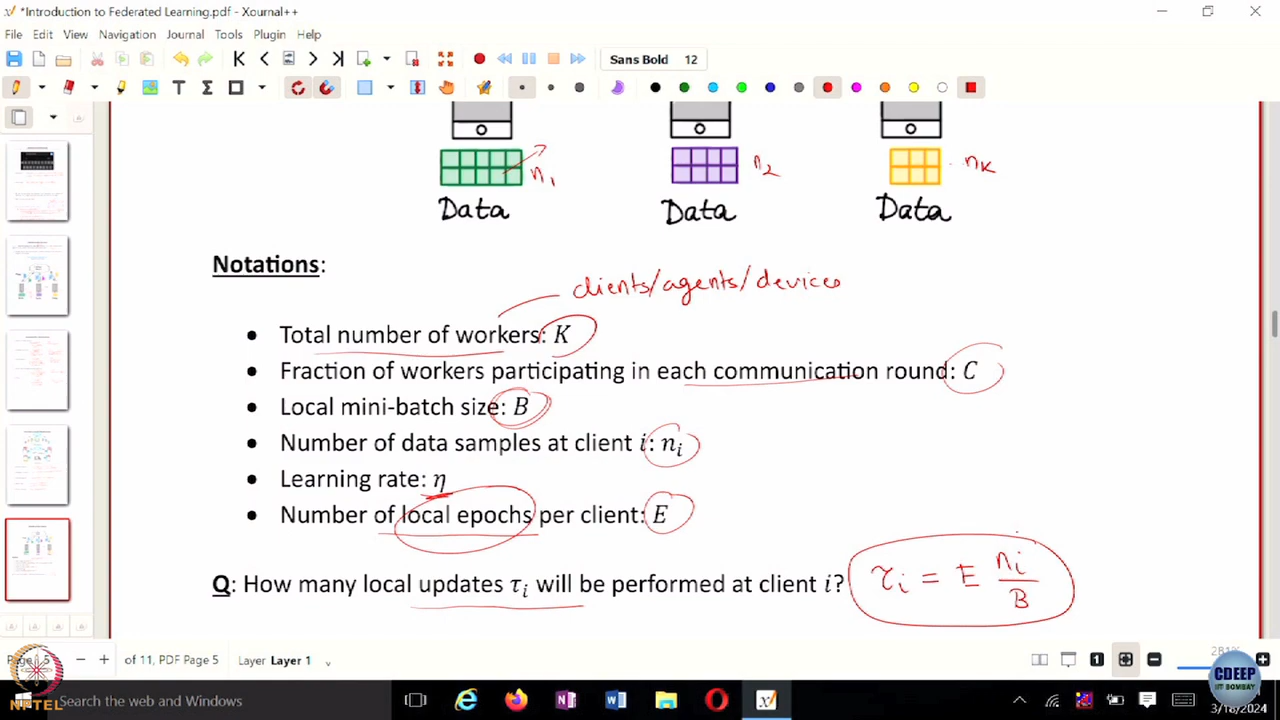 *Introduction to Federated Learning.pdf - Xournal++
File Edit View Navigation Journal Tools Plugin Help
Sans Bold 12
n₁
n₂
nK
Data
Data
Data
Notations:
clients/agents/devices
• Total number of workers: K
• Fraction of workers participating in each communication round: C
• Local mini-batch size: B
• Number of data samples at client i: nᵢ
• Learning rate: η
• Number of local epochs per client: E
Q: How many local updates τᵢ will be performed at client i?
τᵢ = E nᵢ/B
of 11, PDF Page 5 Layer Layer 1
281%
NPTEL
Search the web and Windows
CDEEP
IIT BOMBAY
3/18/2024